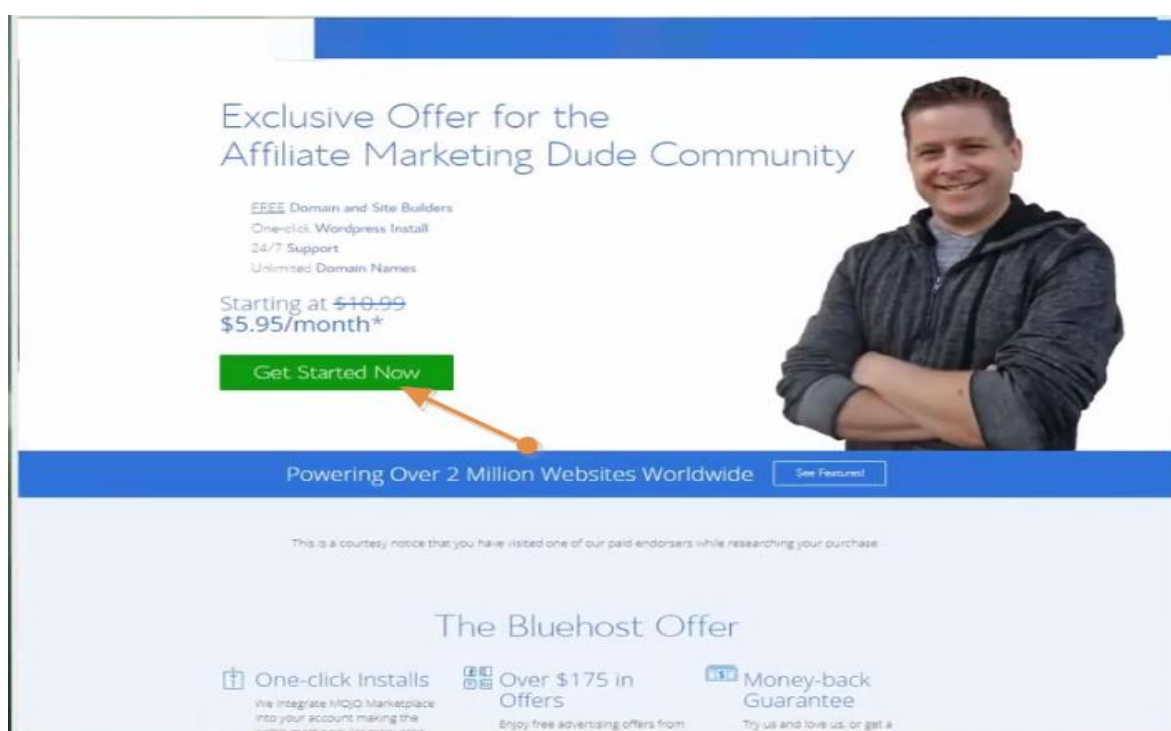 Exclusive Offer for the
Affiliate Marketing Dude Community
FREE Domain and Site Builders
One-click Wordpress Install
24/7 Support
Unlimited Domain Names
Starting at $10.99
$5.95/month*
Get Started Now
Powering Over 2 Million Websites Worldwide
See Features!
This is a courtesy notice that you have visited one of our paid endorsers while researching your purchase.
The Bluehost Offer
One-click Installs
We integrate MOJO Marketplace
into your account making the
Over $175 in
Offers
Enjoy free advertising offers from
Money-back
Guarantee
Try us and love us, or get a